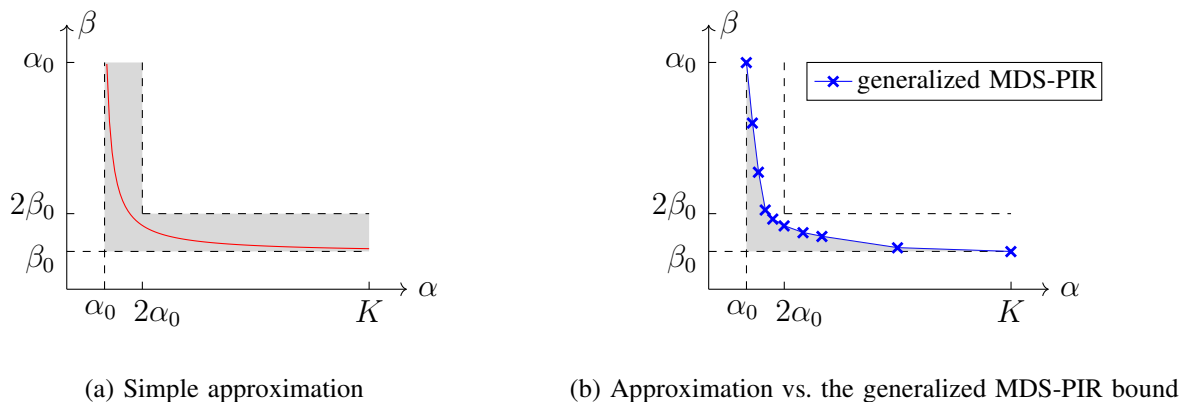 β
α₀
2β₀
β₀
α₀
2α₀
K
α
(a) Simple approximation
β
α₀
2β₀
β₀
α₀
2α₀
K
α
generalized MDS-PIR
(b) Approximation vs. the generalized MDS-PIR bound